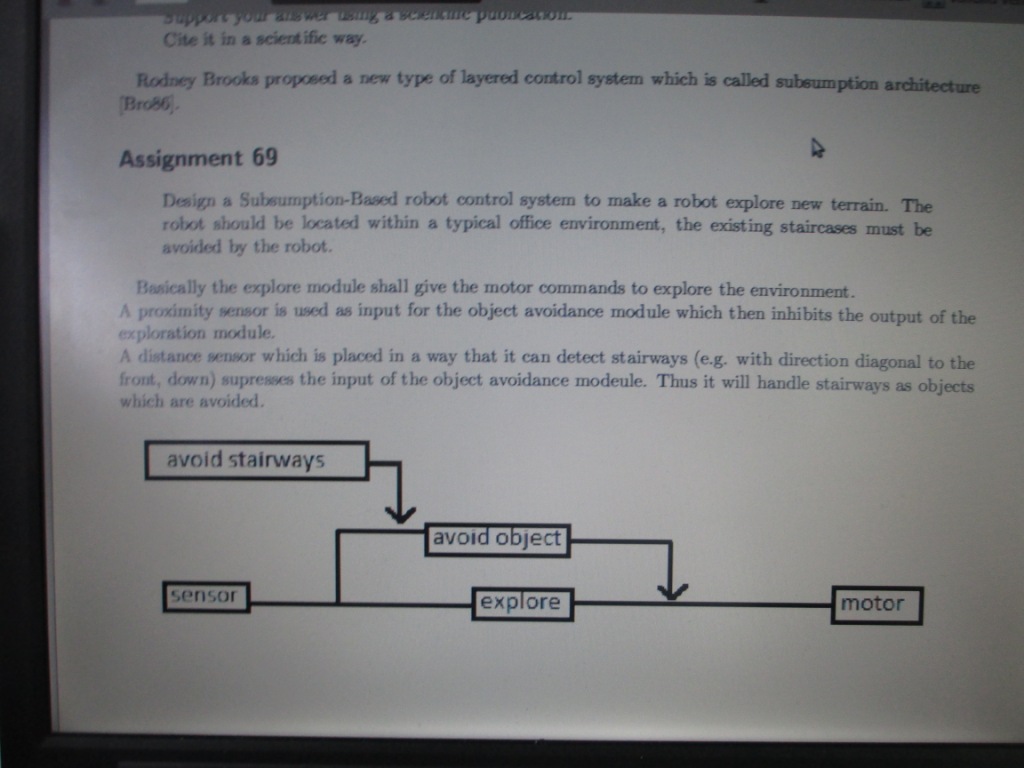 Support your answer using a scientific publication.
Cite it in a scientific way.
Rodney Brooks proposed a new type of layered control system which is called subsumption architecture
[Bro86].
Assignment 69
Design a Subsumption-Based robot control system to make a robot explore new terrain. The
robot should be located within a typical office environment, the existing staircases must be
avoided by the robot.
Basically the explore module shall give the motor commands to explore the environment.
A proximity sensor is used as input for the object avoidance module which then inhibits the output of the
exploration module.
A distance sensor which is placed in a way that it can detect stairways (e.g. with direction diagonal to the
front, down) supresses the input of the object avoidance modeule. Thus it will handle stairways as objects
which are avoided.
avoid stairways
avoid object
sensor
explore
motor